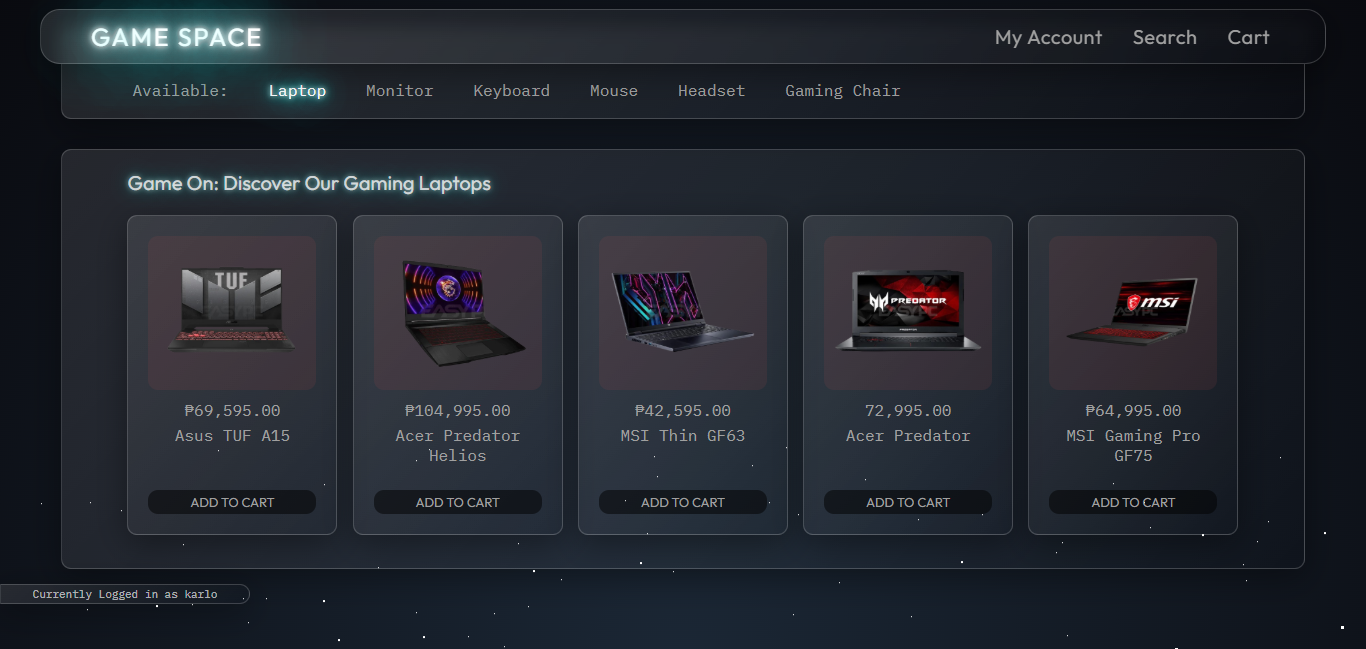 GAME SPACE
My Account Search Cart
Available: Laptop Monitor Keyboard Mouse Headset Gaming Chair
Game On: Discover Our Gaming Laptops
TUF
PREDATOR
msi
₱69,595.00
Asus TUF A15
ADD TO CART
₱104,995.00
Acer Predator
Helios
ADD TO CART
₱42,595.00
MSI Thin GF63
ADD TO CART
72,995.00
Acer Predator
ADD TO CART
₱64,995.00
MSI Gaming Pro
GF75
ADD TO CART
Currently Logged in as karlo